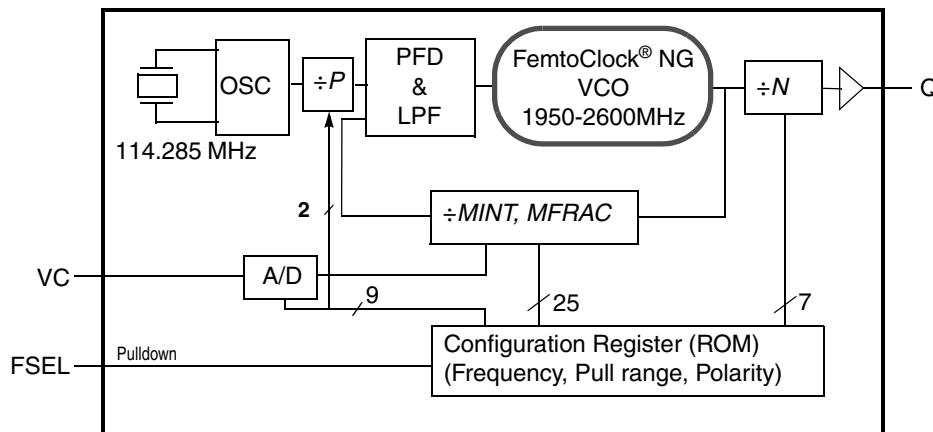 OSC
÷P
PFD
&
LPF
FemtoClock® NG
VCO
1950-2600MHz
÷N
Q
114.285 MHz
2
÷MINT, MFRAC
VC
A/D
9
25
7
FSEL
Pulldown
Configuration Register (ROM)
(Frequency, Pull range, Polarity)